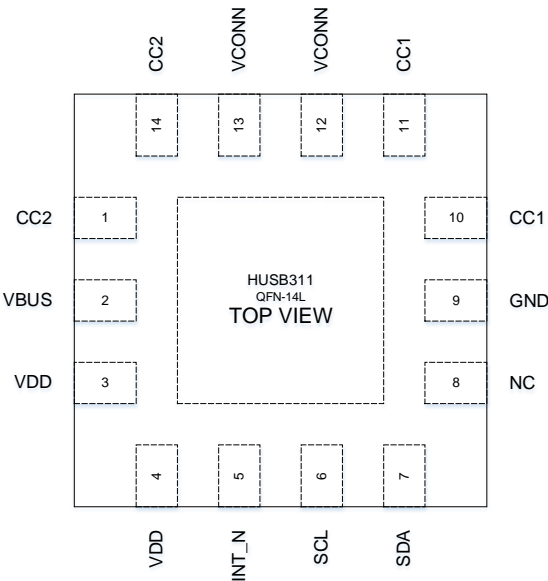 CC2
VCONN
VCONN
CC1
14
13
12
11
CC2
1
10
CC1
VBUS
2
9
GND
VDD
3
8
NC
HUSB311
QFN-14L
TOP VIEW
4
5
6
7
VDD
INT_N
SCL
SDA